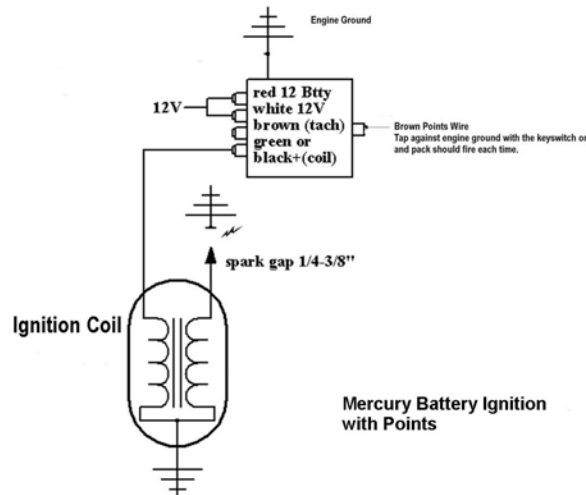 Engine Ground
red 12 Btty
12V
white 12V
brown (tach)
green or
black+(coil)
Brown Points Wire
Tap against engine ground with the keyswitch on
and pack should fire each time.
spark gap 1/4-3/8"
Ignition Coil
Mercury Battery Ignition
with Points